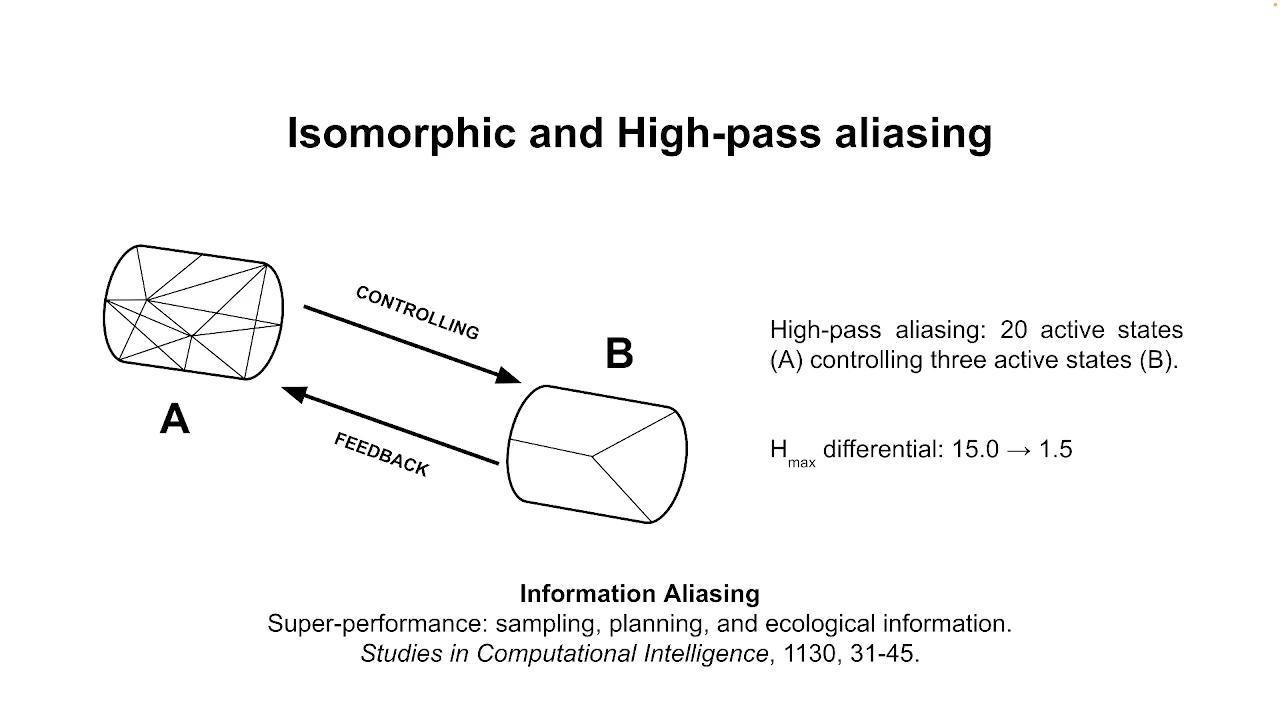 Isomorphic and High-pass aliasing
CONTROLLING
B
High-pass aliasing: 20 active states
(A) controlling three active states (B).
A
FEEDBACK
Hmax differential: 15.0 → 1.5
Information Aliasing
Super-performance: sampling, planning, and ecological information.
Studies in Computational Intelligence, 1130, 31-45.